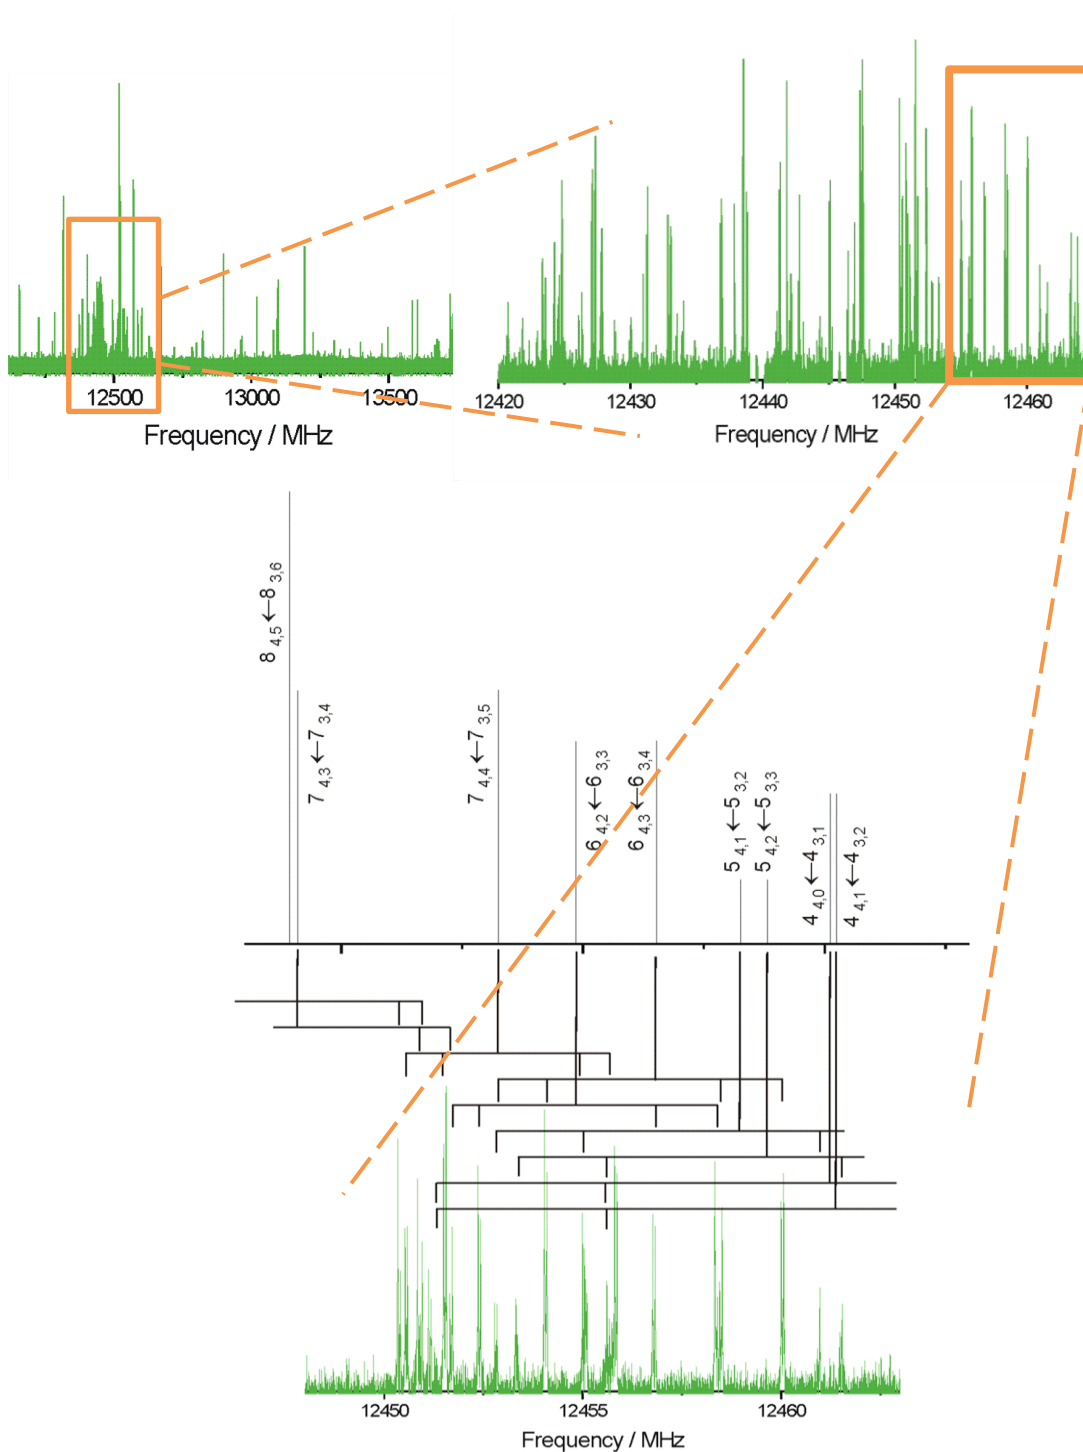 12500 13000 13500
Frequency / MHz
12420 12430 12440 12450 12460
Frequency / MHz
8 4,5 ← 8 3,6
7 4,3 ← 7 3,4
7 4,4 ← 7 3,5
6 4,2 ← 6 3,3
6 4,3 ← 6 3,4
5 4,1 ← 5 3,2
5 4,2 ← 5 3,3
4 4,0 ← 4 3,1
4 4,1 ← 4 3,2
12450 12455 12460
Frequency / MHz